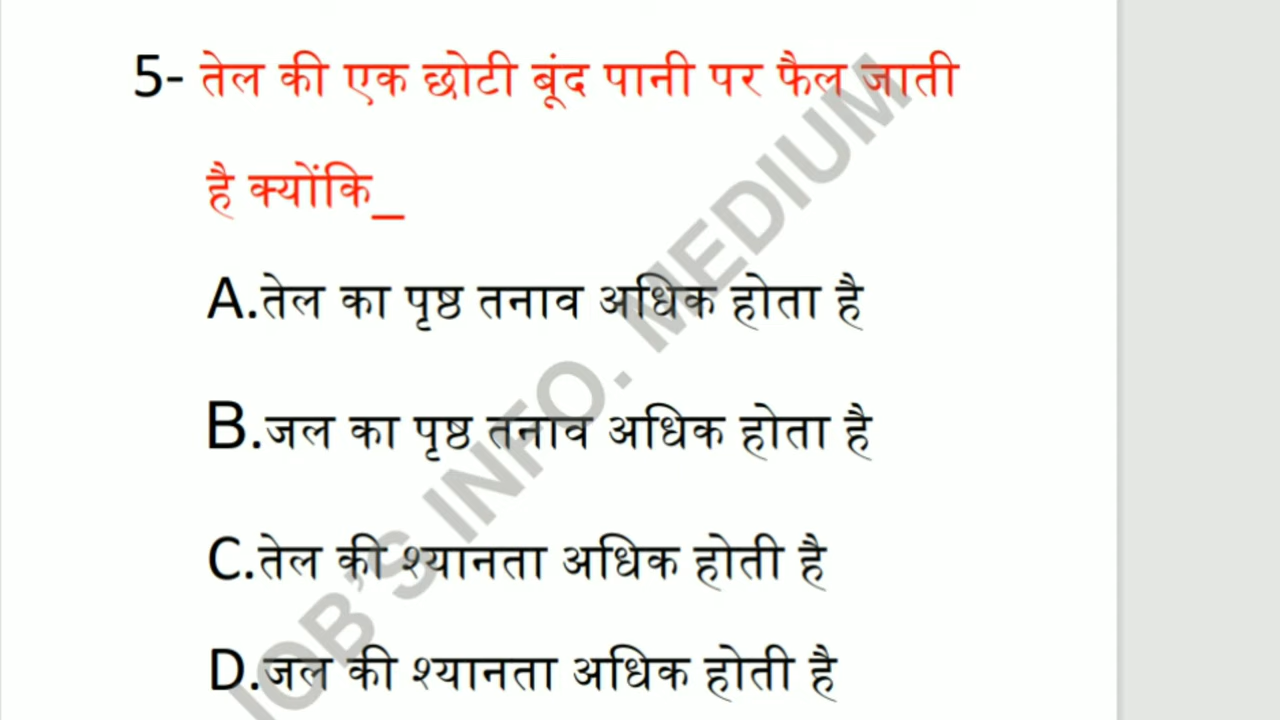 5- तेल की एक छोटी बूंद पानी पर फैल जाती
है क्योंकि_
A.तेल का पृष्ठ तनाव अधिक होता है
B.जल का पृष्ठ तनाव अधिक होता है
C.तेल की श्यानता अधिक होती है
D.जल की श्यानता अधिक होती है
JOB'S INFO. MEDIUM